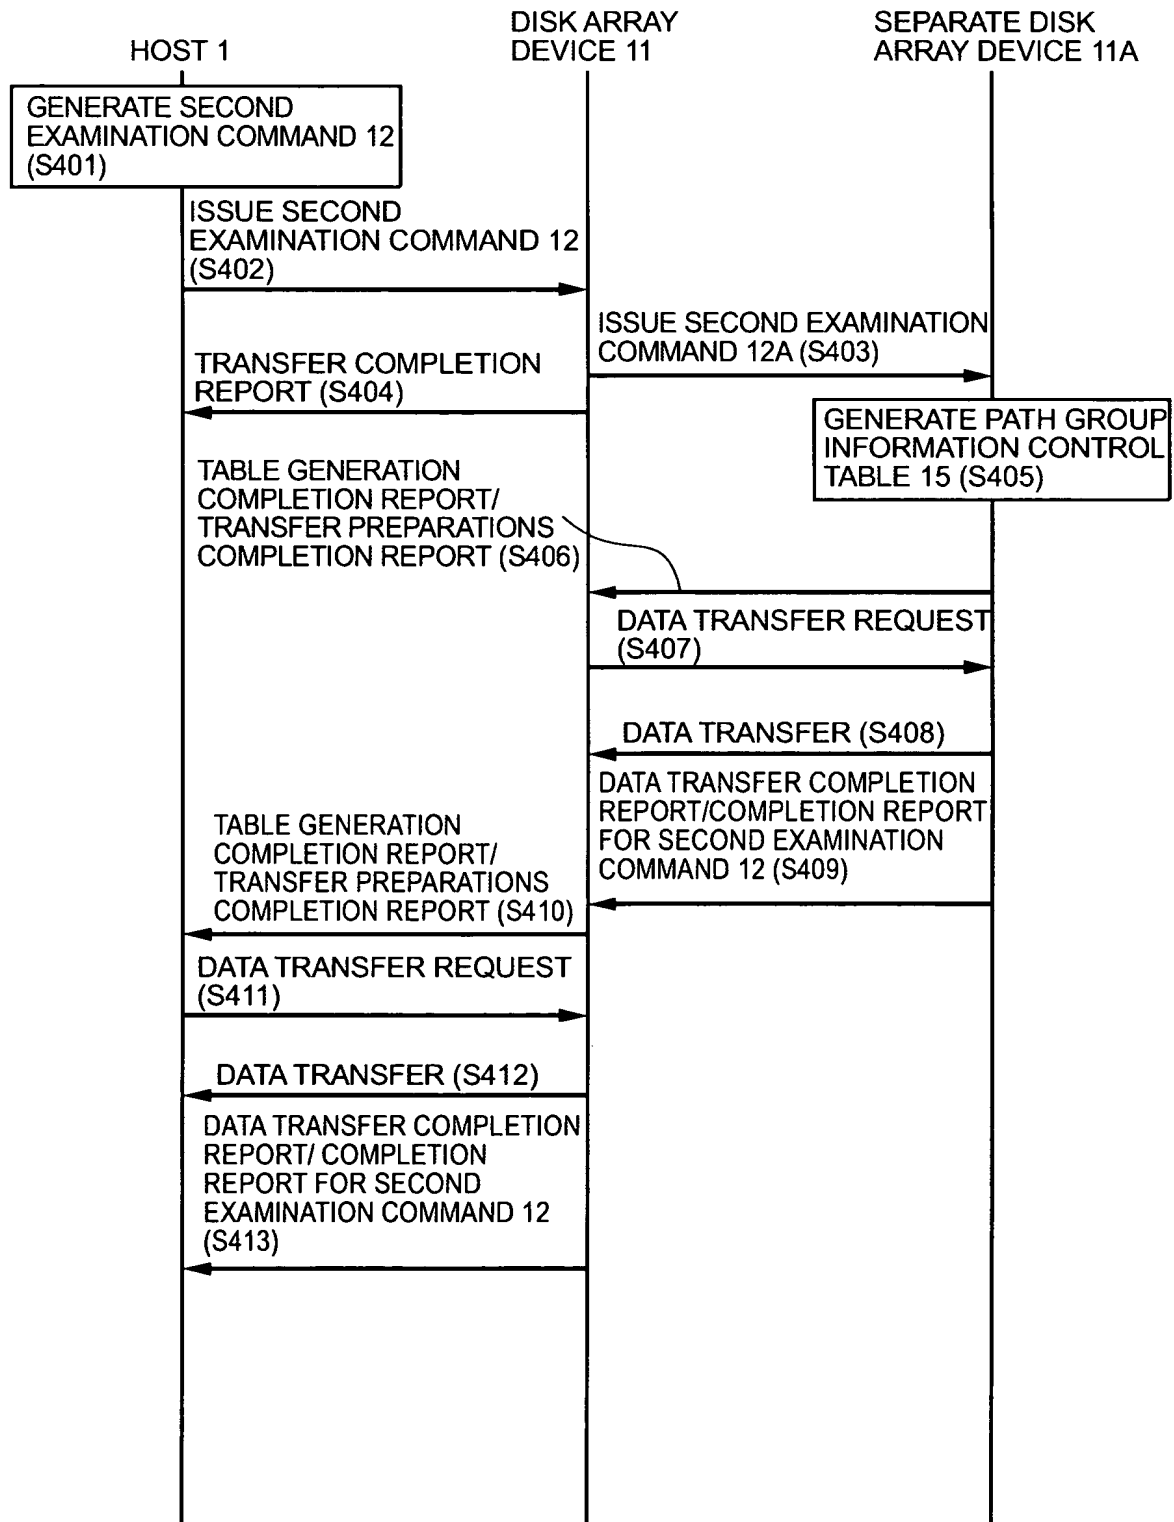 HOST 1
DISK ARRAY
DEVICE 11
SEPARATE DISK
ARRAY DEVICE 11A
GENERATE SECOND
EXAMINATION COMMAND 12
(S401)
ISSUE SECOND
EXAMINATION COMMAND 12
(S402)
ISSUE SECOND EXAMINATION
COMMAND 12A (S403)
TRANSFER COMPLETION
REPORT (S404)
GENERATE PATH GROUP
INFORMATION CONTROL
TABLE 15 (S405)
TABLE GENERATION
COMPLETION REPORT/
TRANSFER PREPARATIONS
COMPLETION REPORT (S406)
DATA TRANSFER REQUEST
(S407)
DATA TRANSFER (S408)
DATA TRANSFER COMPLETION
REPORT/COMPLETION REPORT
FOR SECOND EXAMINATION
COMMAND 12 (S409)
TABLE GENERATION
COMPLETION REPORT/
TRANSFER PREPARATIONS
COMPLETION REPORT (S410)
DATA TRANSFER REQUEST
(S411)
DATA TRANSFER (S412)
DATA TRANSFER COMPLETION
REPORT/ COMPLETION
REPORT FOR SECOND
EXAMINATION COMMAND 12
(S413)